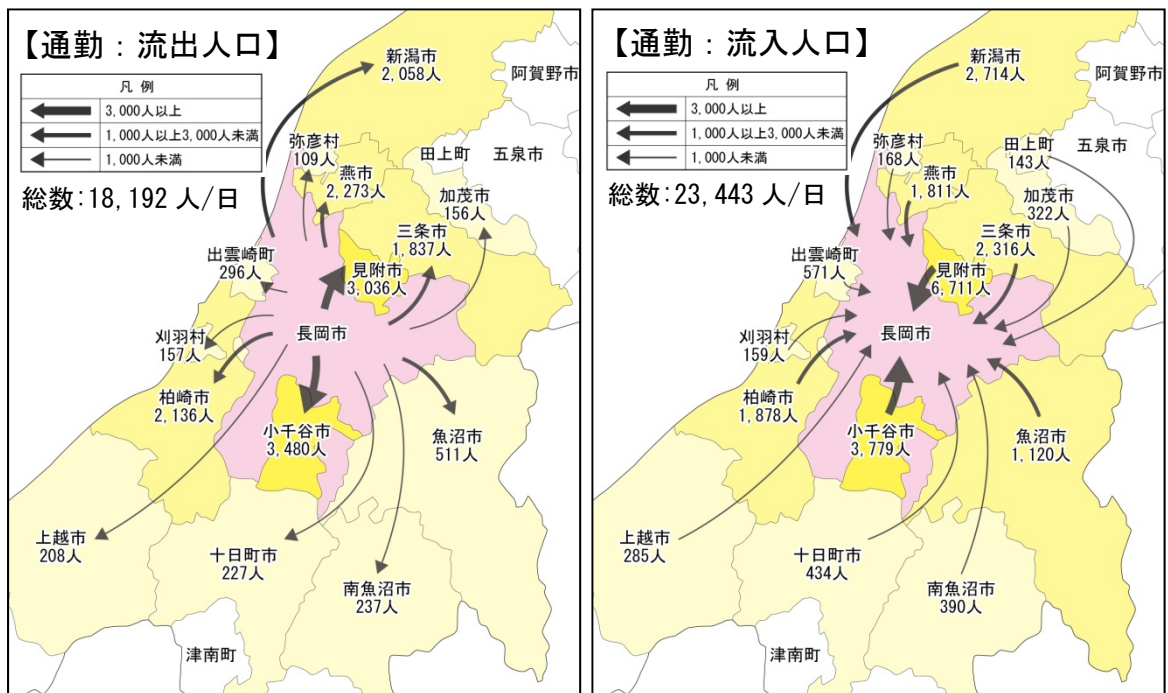 【通勤：流出人口】
凡 例
3,000人以上
1,000人以上3,000人未満
1,000人未満
総数:18,192 人/日
新潟市
2,058人
阿賀野市
弥彦村
109人
田上町
五泉市
燕市
2,273人
加茂市
156人
三条市
1,837人
出雲崎町
296人
見附市
3,036人
長岡市
刈羽村
157人
柏崎市
2,136人
小千谷市
3,480人
魚沼市
511人
上越市
208人
十日町市
227人
南魚沼市
237人
津南町
【通勤：流入人口】
凡 例
3,000人以上
1,000人以上3,000人未満
1,000人未満
総数:23,443 人/日
新潟市
2,714人
阿賀野市
弥彦村
168人
田上町
143人
五泉市
燕市
1,811人
加茂市
322人
三条市
2,316人
出雲崎町
571人
見附市
6,711人
長岡市
刈羽村
159人
柏崎市
1,878人
小千谷市
3,779人
魚沼市
1,120人
上越市
285人
十日町市
434人
南魚沼市
390人
津南町